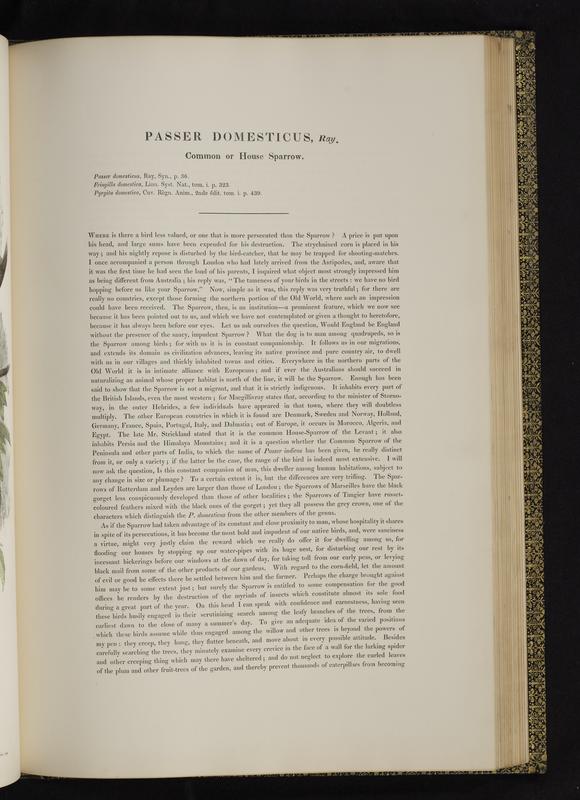 PASSER DOMESTICUS, Ray.
Common or House Sparrow.
Passer domesticus, Ray, Syn., p. 36.
Fringilla domestica, Linn. Syst. Nat., tom. i. p. 323.
Pyrgita domestica, Cuv. Règn. Anim., 2nde Edit. tom. i. p. 439.
WHERE is there a bird less valued, or one that is more persecuted than the Sparrow? A price is put upon
his head, and large sums have been expended for his destruction. The strychnined corn is placed in his
way; and his nightly repose is disturbed by the bird-catcher, that he may be trapped for shooting-matches.
I once accompanied a person through London who had lately arrived from the Antipodes, and, aware that
it was the first time he had seen the land of his parents, I inquired what object most strongly impressed him
as being different from Australia; his reply was, "The tameness of your birds in the streets: we have no bird
hopping before us like your Sparrow." Now, simple as it was, this reply was very truthful; for there are
really no countries, except those forming the northern portion of the Old World, where such an impression
could have been received. The Sparrow, then, is an institution—a prominent feature, which we now see
because it has been pointed out to us, and which we have not contemplated or given a thought to heretofore,
because it has always been before our eyes. Let us ask ourselves the question, Would England be England
without the presence of the saucy, impudent Sparrow? What the dog is to man among quadrupeds, so is
the Sparrow among birds; for with us it is in constant companionship. It follows us in our migrations,
and extends its domain as civilization advances, leaving its native province and pure country air, to dwell
with us in our villages and thickly inhabited towns and cities. Everywhere in the northern parts of the
Old World it is in intimate alliance with Europeans; and if ever the Australians should succeed in
naturalizing an animal whose proper habitat is north of the line, it will be the Sparrow. Enough has been
said to show that the Sparrow is not a migrant, and that it is strictly indigenous. It inhabits every part of
the British Islands, even the most western; for Macgillivray states that, according to the minister of Storno-
way, in the outer Hebrides, a few individuals have appeared in that town, where they will doubtless
multiply. The other European countries in which it is found are Denmark, Sweden and Norway, Holland,
Germany, France, Spain, Portugal, Italy, and Dalmatia; out of Europe, it occurs in Morocco, Algeria, and
Egypt. The late Mr. Strickland stated that it is the common House-Sparrow of the Levant; it also
inhabits Persia and the Himalaya Mountains; and it is a question whether the Common Sparrow of the
Peninsula and other parts of India, to which the name of Passer indicus has been given, be really distinct
from it, or only a variety; if the latter be the case, the range of the bird is indeed most extensive. I will
now ask the question, Is this constant companion of man, this dweller among human habitations, subject to
any change in size or plumage? To a certain extent it is, but the differences are very trifling. The Spar-
rows of Rotterdam and Leyden are larger than those of London; the Sparrows of Marseilles have the black
gorget less conspicuously developed than those of other localities; the Sparrows of Tangier have russet-
coloured feathers mixed with the black ones of the gorget; yet they all possess the grey crown, one of the
characters which distinguish the P. domesticus from the other members of the genus.
As if the Sparrow had taken advantage of its constant and close proximity to man, whose hospitality it shares
in spite of its persecutions, it has become the most bold and impudent of our native birds, and, were sauciness
a virtue, might very justly claim the reward which we really do offer it for dwelling among us, for
flooding our houses by stopping up our water-pipes with its huge nest, for disturbing our rest by its
incessant bickerings before our windows at the dawn of day, for taking toll from our early peas, or levying
black mail from some of the other products of our gardens. With regard to the corn-field, let the amount
of evil or good he effects there be settled between him and the farmer. Perhaps the charge brought against
him may be to some extent just; but surely the Sparrow is entitled to some compensation for the good
offices he renders by the destruction of the myriads of insects which constitute almost its sole food
during a great part of the year. On this head I can speak with confidence and earnestness, having seen
these birds busily engaged in their scrutinizing search among the leafy branches of the trees, from the
earliest dawn to the close of many a summer's day. To give an adequate idea of the varied positions
which these birds assume while thus engaged among the willow and other trees is beyond the powers of
my pen: they creep, they hang, they flutter beneath, and move about in every possible attitude. Besides
carefully searching the trees, they minutely examine every crevice in the face of a wall for the lurking spider
and other creeping thing which may there have sheltered; and do not neglect to explore the curled leaves
of the plum and other fruit-trees of the garden, and thereby prevent thousands of caterpillars from becoming